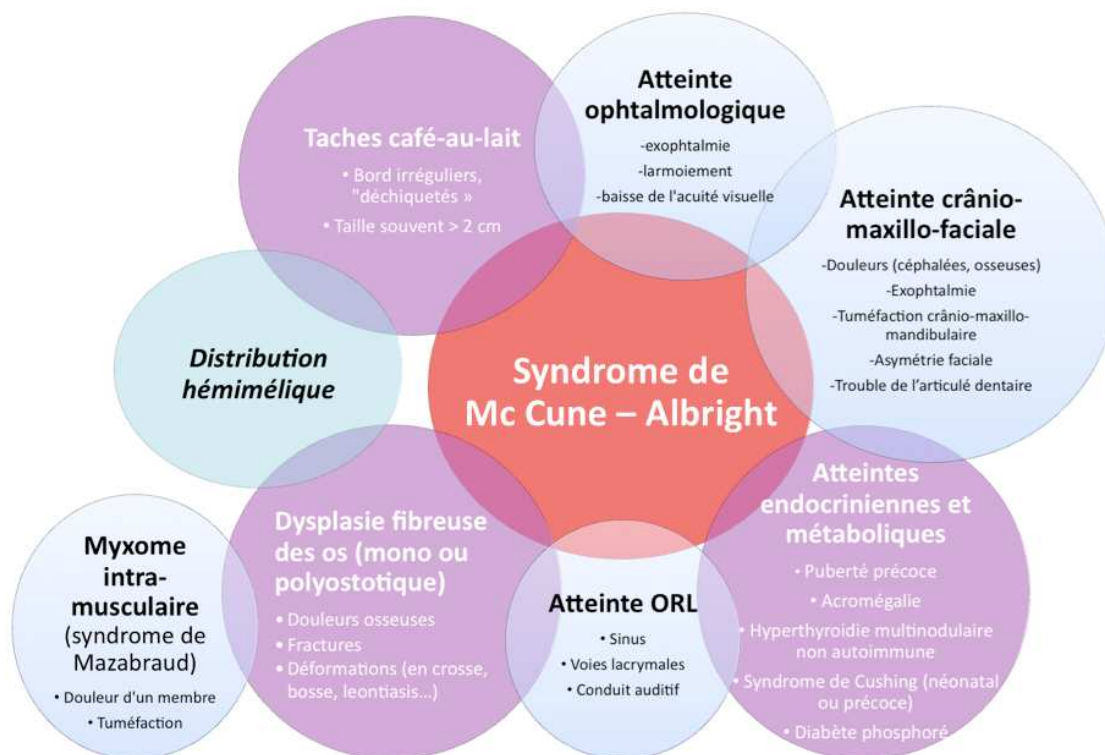 Taches café-au-lait
• Bord irréguliers,
"déchiquetés »
• Taille souvent > 2 cm
Atteinte
ophtalmologique
-exophtalmie
-larmoiement
-baisse de l'acuité visuelle
Atteinte crânio-
maxillo-faciale
-Douleurs (céphalées, osseuses)
-Exophtalmie
-Tuméfaction crânio-maxillo-
mandibulaire
-Asymétrie faciale
-Trouble de l’articulé dentaire
Distribution
hémimélique
Syndrome de
Mc Cune – Albright
Myxome
intra-
musculaire
(syndrome de
Mazabraud)
• Douleur d'un membre
• Tuméfaction
Dysplasie fibreuse
des os (mono ou
polyostotique)
• Douleurs osseuses
• Fractures
• Déformations (en crosse,
bosse, leontiasis...)
Atteinte ORL
• Sinus
• Voies lacrymales
• Conduit auditif
Atteintes
endocriniennes et
métaboliques
• Puberté précoce
• Acromégalie
• Hyperthyroidie multinodulaire
non autoimmune
• Syndrome de Cushing (néonatal
ou précoce)
• Diabète phosphoré